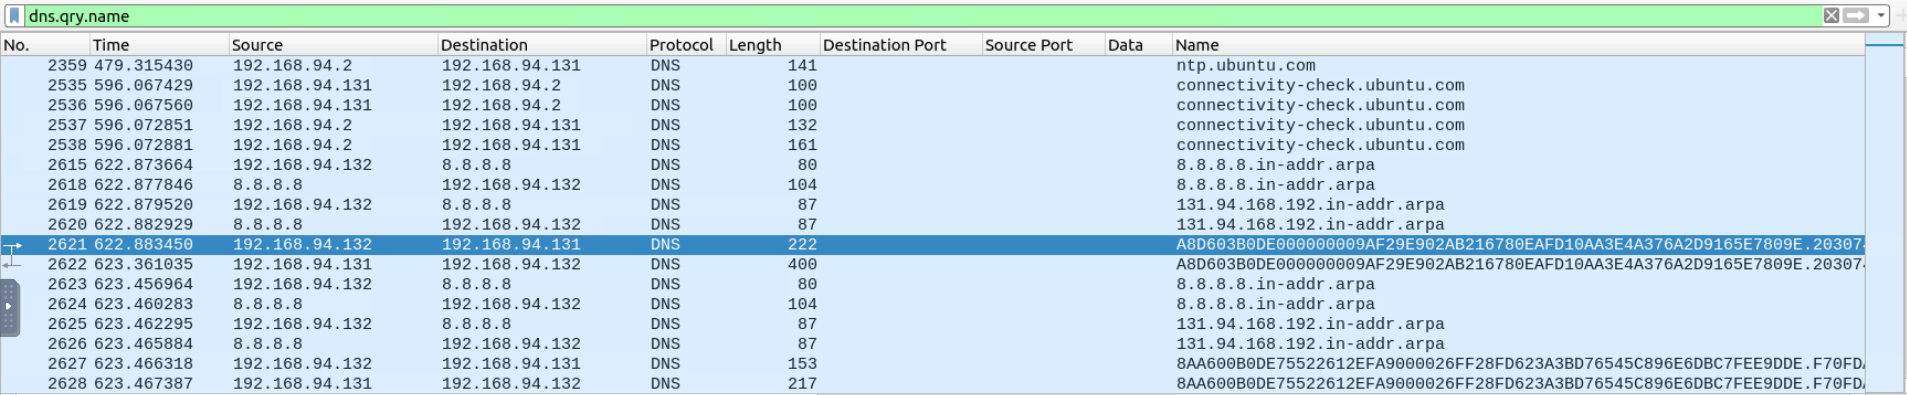 dns.qry.name
No. Time Source Destination Protocol Length Destination Port Source Port Data Name
2359 479.315430 192.168.94.2 192.168.94.131 DNS 141 ntp.ubuntu.com
2535 596.067429 192.168.94.131 192.168.94.2 DNS 100 connectivity-check.ubuntu.com
2536 596.067560 192.168.94.131 192.168.94.2 DNS 100 connectivity-check.ubuntu.com
2537 596.072851 192.168.94.2 192.168.94.131 DNS 132 connectivity-check.ubuntu.com
2538 596.072881 192.168.94.2 192.168.94.131 DNS 161 connectivity-check.ubuntu.com
2615 622.873664 192.168.94.132 8.8.8.8 DNS 80 8.8.8.8.in-addr.arpa
2618 622.877846 8.8.8.8 192.168.94.132 DNS 104 8.8.8.8.in-addr.arpa
2619 622.879520 192.168.94.132 8.8.8.8 DNS 87 131.94.168.192.in-addr.arpa
2620 622.882929 8.8.8.8 192.168.94.132 DNS 87 131.94.168.192.in-addr.arpa
2621 622.883450 192.168.94.132 192.168.94.131 DNS 222 A8D603B0DE000000009AF29E902AB216780EAFD10AA3E4A376A2D9165E7809E.20307
2622 623.361035 192.168.94.131 192.168.94.132 DNS 400 A8D603B0DE000000009AF29E902AB216780EAFD10AA3E4A376A2D9165E7809E.20307
2623 623.456964 192.168.94.132 8.8.8.8 DNS 80 8.8.8.8.in-addr.arpa
2624 623.460283 8.8.8.8 192.168.94.132 DNS 104 8.8.8.8.in-addr.arpa
2625 623.462295 192.168.94.132 8.8.8.8 DNS 87 131.94.168.192.in-addr.arpa
2626 623.465884 8.8.8.8 192.168.94.132 DNS 87 131.94.168.192.in-addr.arpa
2627 623.466318 192.168.94.132 192.168.94.131 DNS 153 8AA600B0DE75522612EFA9000026FF28FD623A3BD76545C896E6DBC7FEE9DDE.F70FD
2628 623.467387 192.168.94.131 192.168.94.132 DNS 217 8AA600B0DE75522612EFA9000026FF28FD623A3BD76545C896E6DBC7FEE9DDE.F70FD